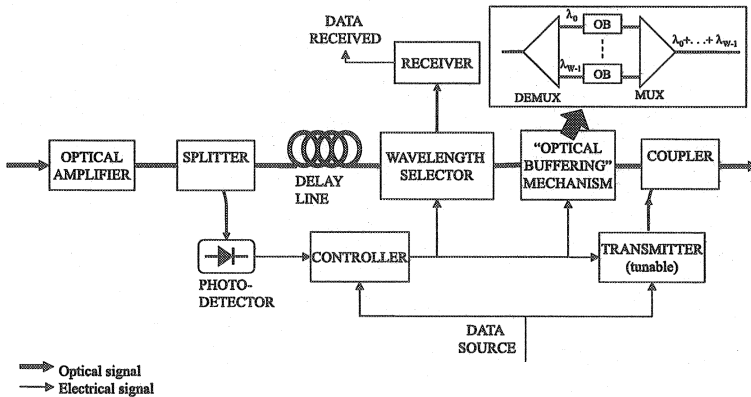 DATA
RECEIVED
RECEIVER
λ0
OB
λW-1
OB
λ0+. . .+ λW-1
DEMUX
MUX
OPTICAL
AMPLIFIER
SPLITTER
DELAY
LINE
WAVELENGTH
SELECTOR
“OPTICAL
BUFFERING”
MECHANISM
COUPLER
PHOTO-
DETECTOR
CONTROLLER
TRANSMITTER
(tunable)
DATA
SOURCE
Optical signal
Electrical signal